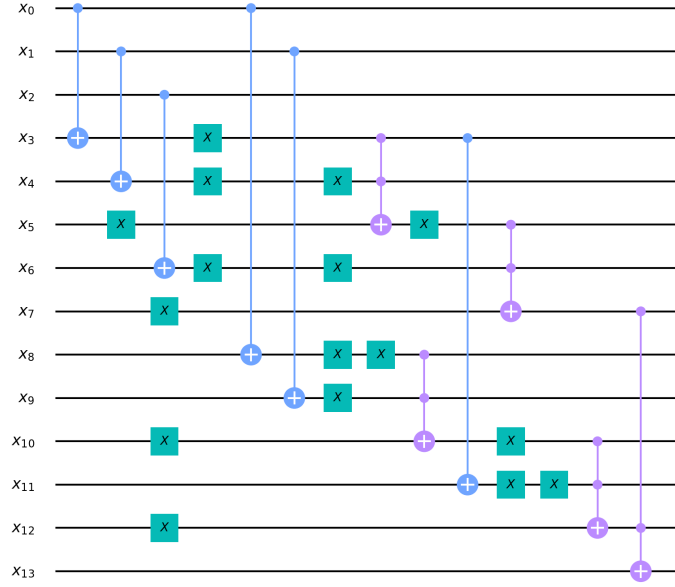 x₀
x₁
x₂
x₃ X
x₄ X X
x₅ X X
x₆ X X
x₇ X
x₈ X X
x₉ X
x₁₀ X X
x₁₁ X X
x₁₂ X
x₁₃